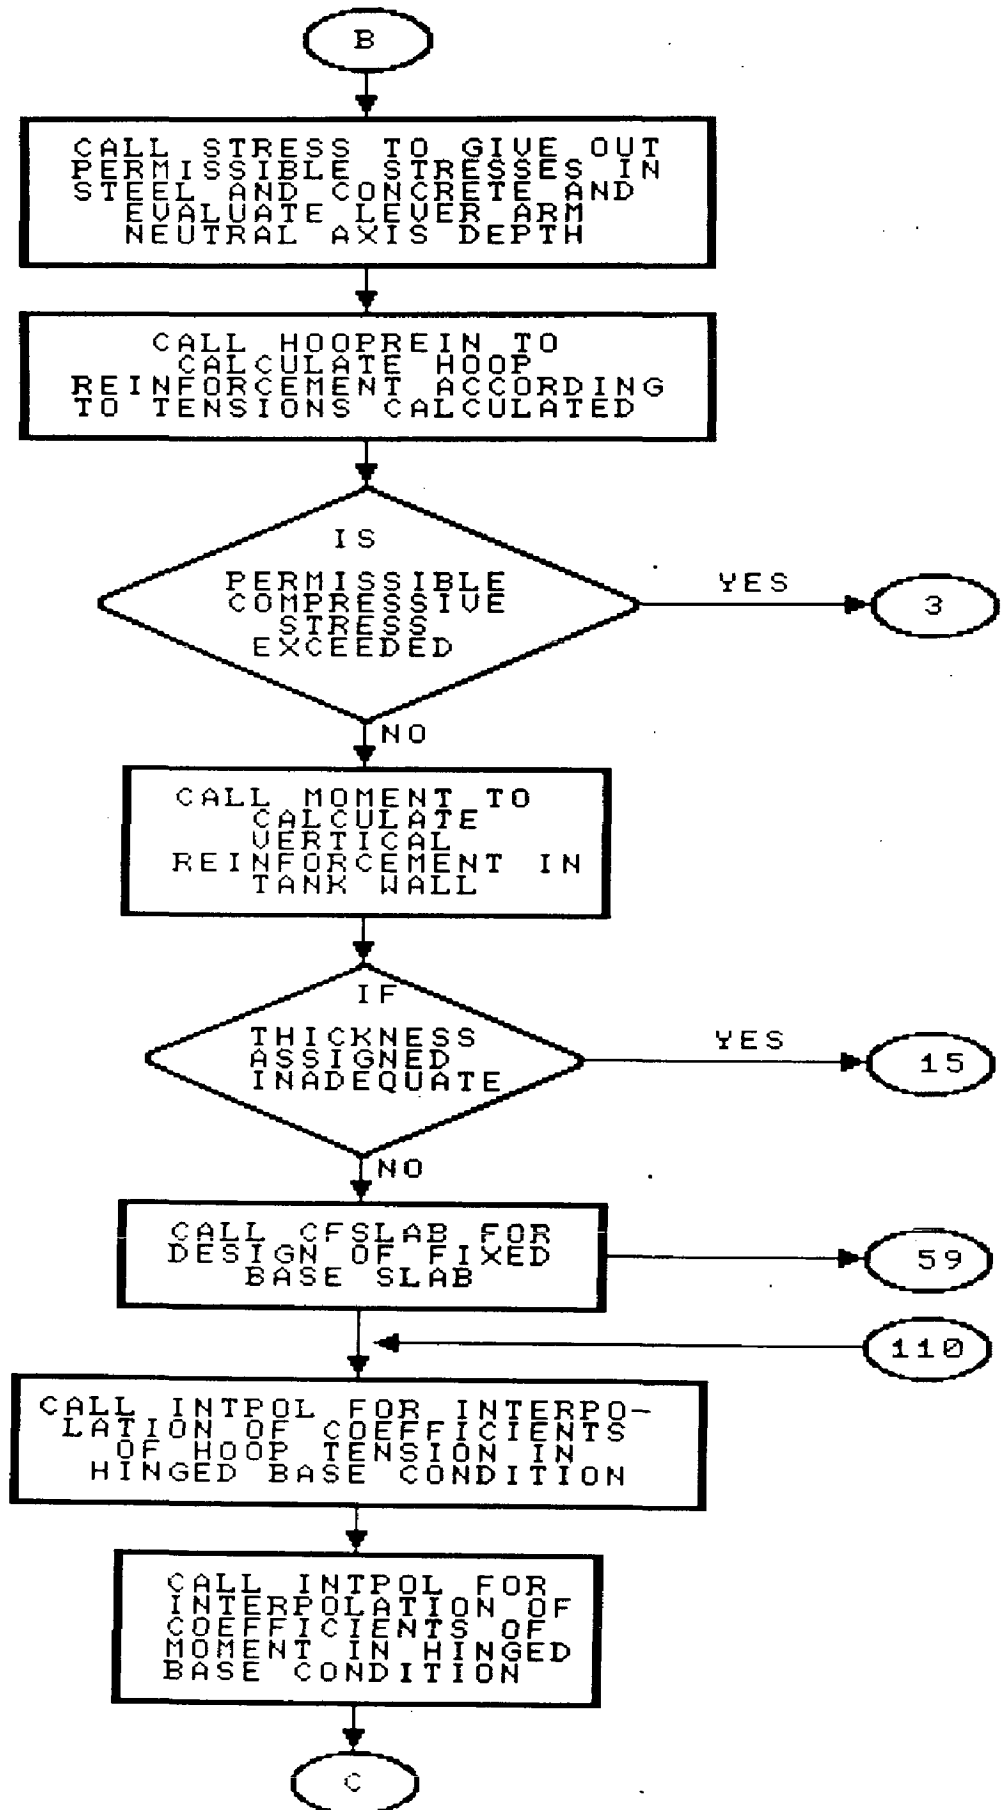 B
CALL STRESS TO GIVE OUT
PERMISSIBLE STRESSES IN
STEEL AND CONCRETE AND
EVALUATE LEVER ARM
NEUTRAL AXIS DEPTH
CALL HOOPREIN TO
CALCULATE HOOP
REINFORCEMENT ACCORDING
TO TENSIONS CALCULATED
IS
PERMISSIBLE
COMPRESSIVE
STRESS
EXCEEDED
YES
3
NO
CALL MOMENT TO
CALCULATE
VERTICAL
REINFORCEMENT IN
TANK WALL
IF
THICKNESS
ASSIGNED
INADEQUATE
YES
15
NO
CALL CFSLAB FOR
DESIGN OF FIXED
BASE SLAB
59
110
CALL INTPOL FOR INTERPO-
LATION OF COEFFICIENTS
OF HOOP TENSION IN
HINGED BASE CONDITION
CALL INTPOL FOR
INTERPOLATION OF
COEFFICIENTS OF
MOMENT IN HINGED
BASE CONDITION
C